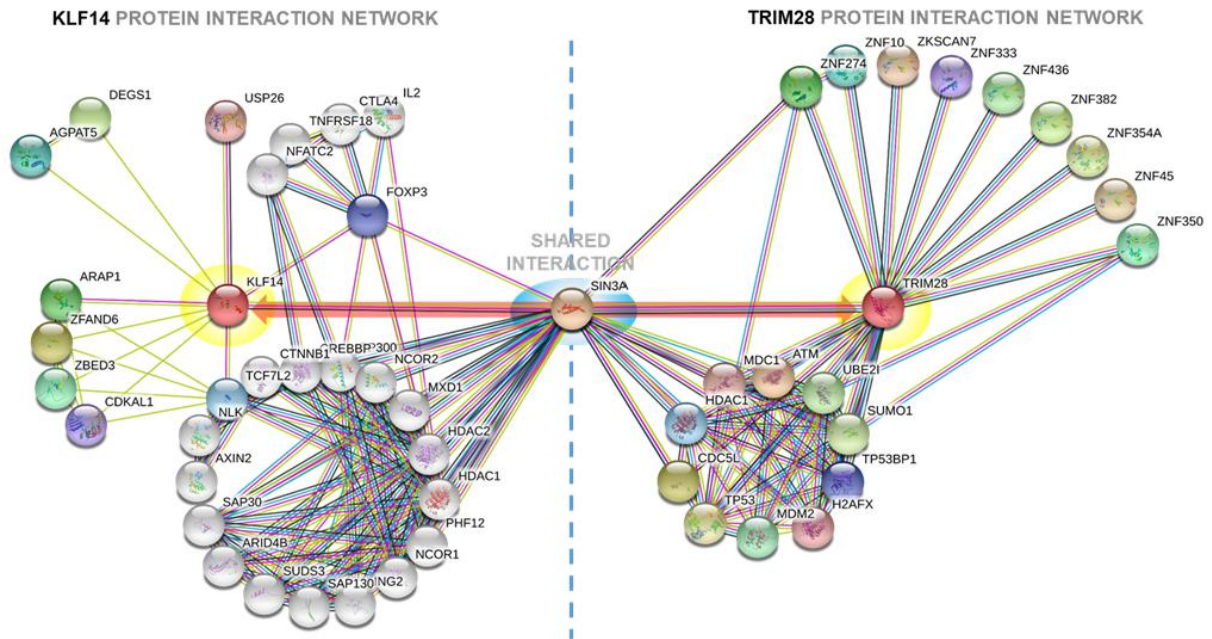 KLF14 PROTEIN INTERACTION NETWORK
TRIM28 PROTEIN INTERACTION NETWORK
DEGS1
AGPAT5
USP26
CTLA4
IL2
TNFRSF18
NFATC2
FOXP3
KLF14
ARAP1
ZFAND6
ZBED3
CDKAL1
NLK
TCF7L2
CTNNB1
REBBP
P300
NCOR2
MXD1
HDAC2
HDAC1
PHF12
NCOR1
NG2
SAP130
SUDS3
ARID4B
SAP30
AXIN2
SHARED
INTERACTION
SIN3A
ZNF274
ZNF10
ZKSCAN7
ZNF333
ZNF436
ZNF382
ZNF354A
ZNF45
ZNF350
TRIM28
MDC1
ATM
UBE2I
HDAC1
SUMO1
CDC5L
TP53BP1
TP53
H2AFX
MDM2